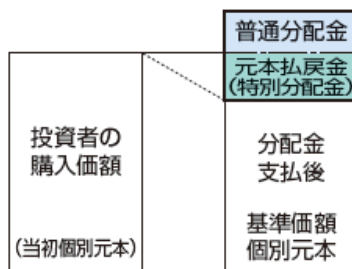 普通分配金
元本払戻金
(特別分配金)
投資者の
購入価額
(当初個別元本)
分配金
支払後
基準価額
個別元本